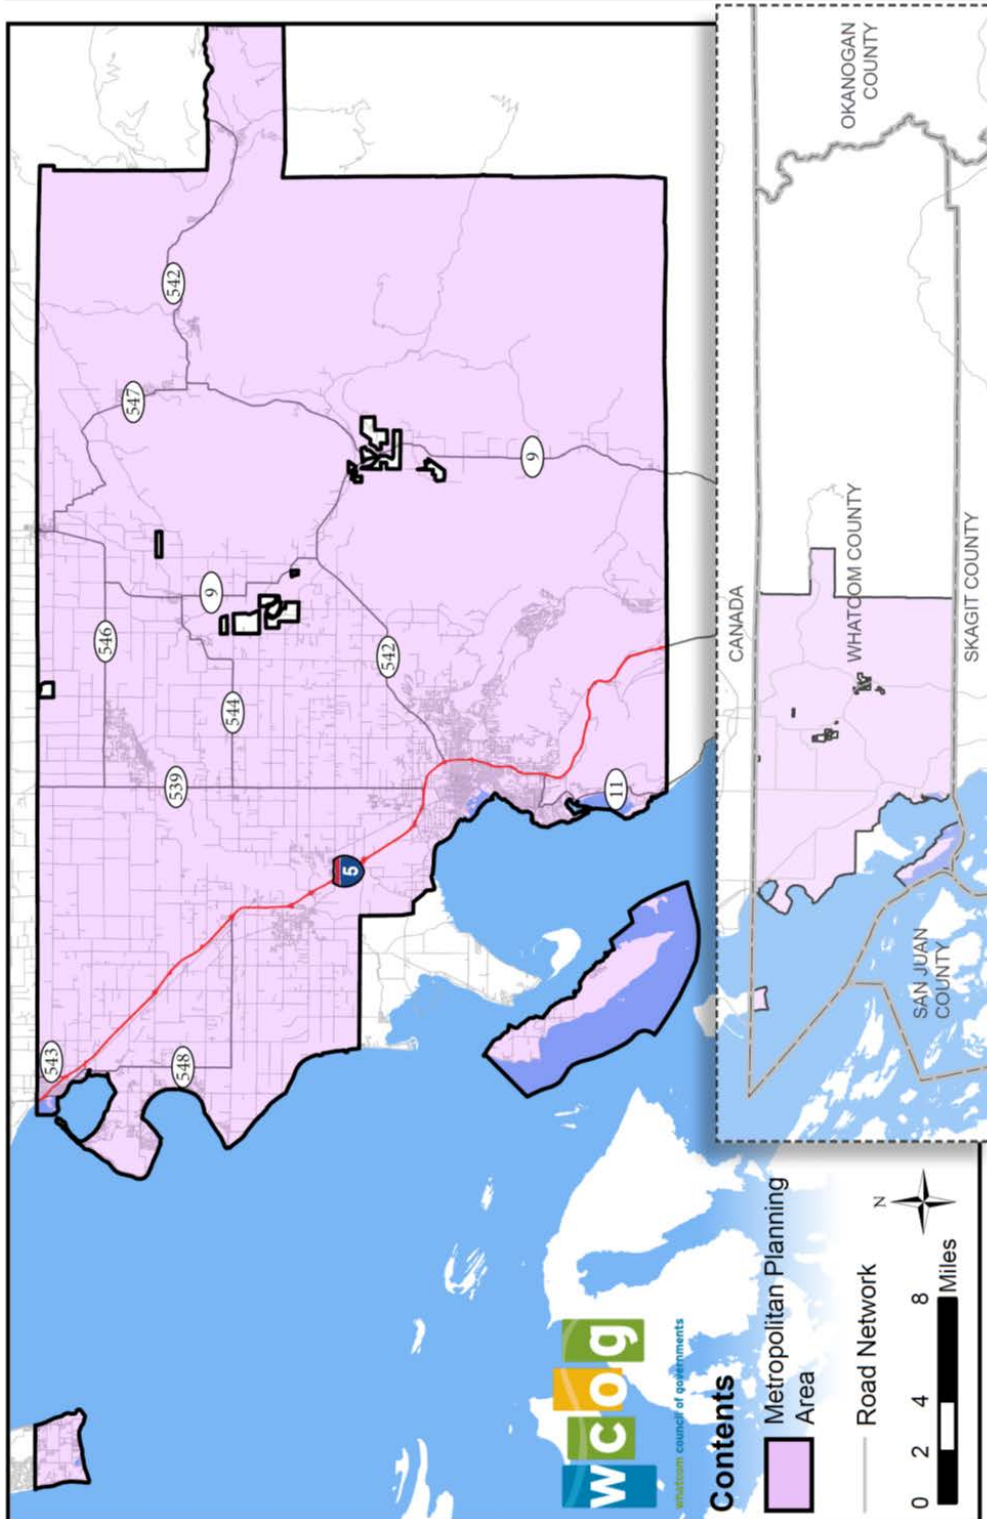 543
548
539
546
544
9
547
542
542
5
9
11
wcog
whatcom council of governments
Contents
Metropolitan Planning
Area
Road Network
0 2 4 8
Miles
N
CANADA
WHATCOM COUNTY
OKANOGAN
COUNTY
SAN JUAN
COUNTY
SKAGIT COUNTY